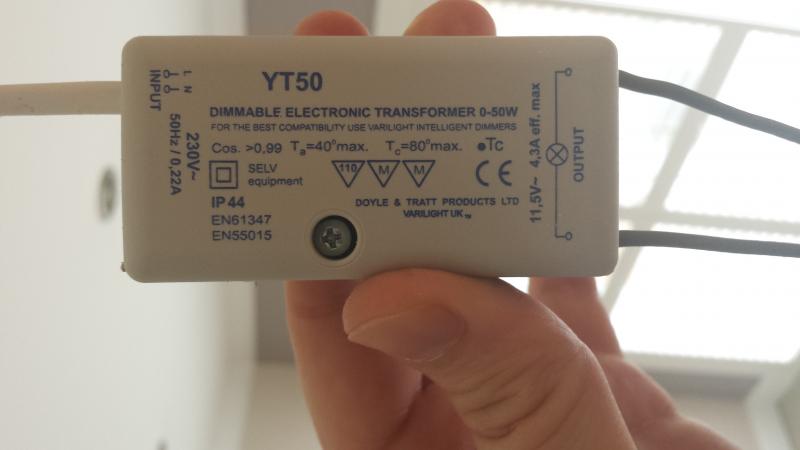 YT50
DIMMABLE ELECTRONIC TRANSFORMER 0-50W
FOR THE BEST COMPATIBILITY USE VARILIGHT INTELLIGENT DIMMERS
Cos. >0,99 Ta=40°max. Tc=80°max. ●Tc
SELV
equipment
110 M M CE
IP 44
EN61347
EN55015
DOYLE & TRATT PRODUCTS LTD
VARILIGHT UK TM
L N
INPUT
230V~
50Hz / 0,22A
11,5V~ 4,3A eff. max
OUTPUT